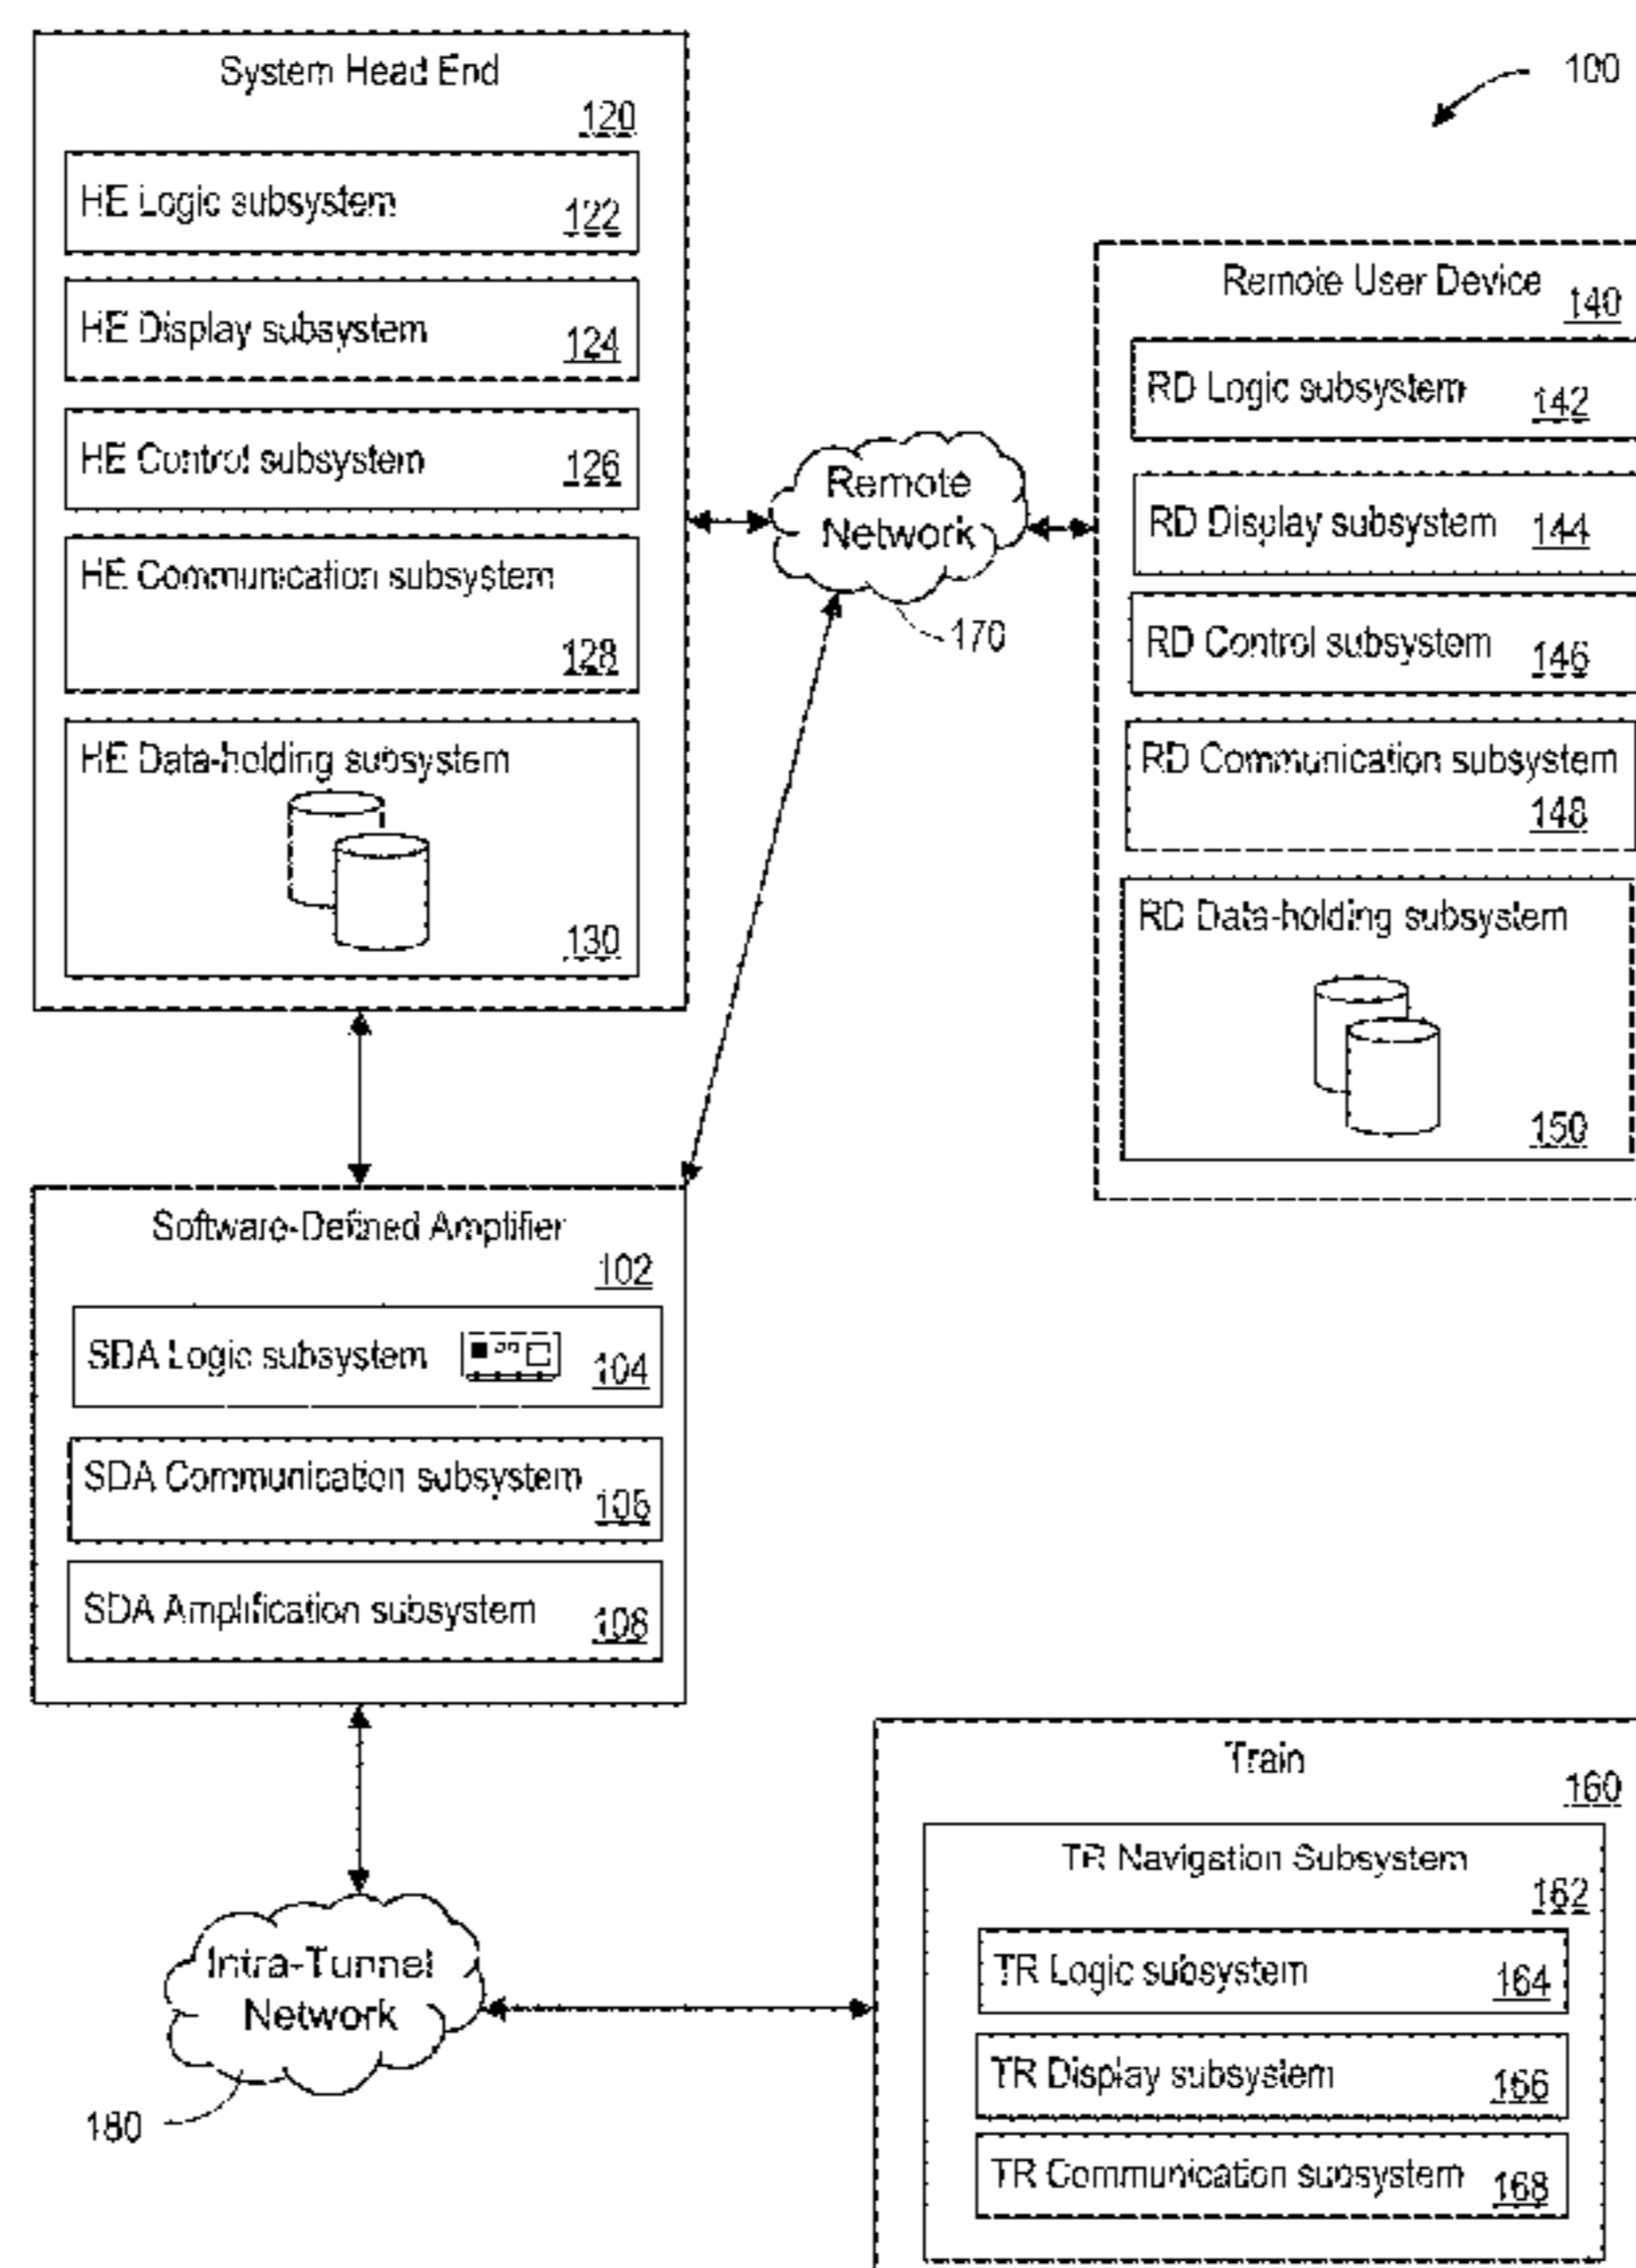 System Head End
120
HE Logic subsystem
122
HE Display subsystem
124
HE Control subsystem
126
HE Communication subsystem
128
HE Data-holding subsystem
130
100
Remote User Device
140
RD Logic subsystem
142
RD Display subsystem
144
RD Control subsystem
146
RD Communication subsystem
148
RD Data-holding subsystem
150
Remote
Network
170
Software-Defined Amplifier
102
SDA Logic subsystem
104
SDA Communication subsystem
SDA Amplification subsystem
Intra-Tunnel
Network
180
Train
160
TR Navigation Subsystem
162
TR Logic subsystem
164
TR Display subsystem
166
TR Communication subsystem
168